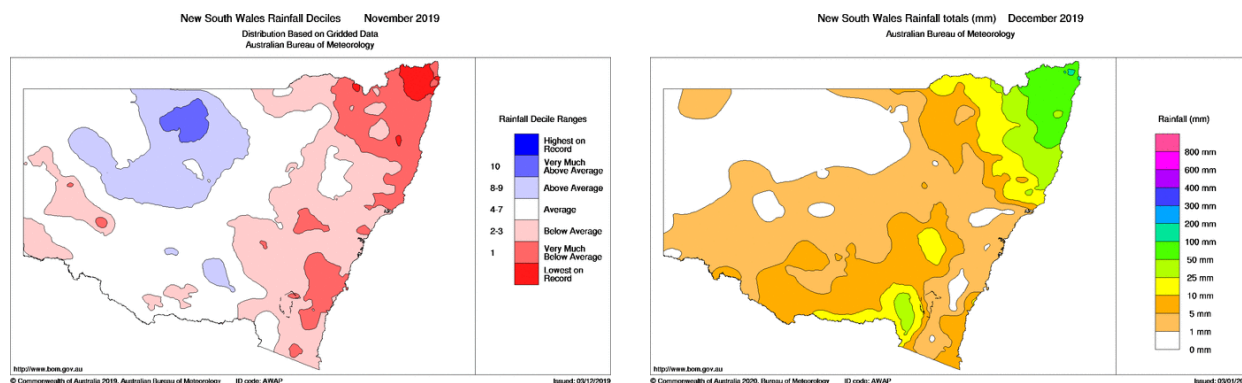 New South Wales Rainfall Deciles November 2019
Distribution Based on Gridded Data
Australian Bureau of Meteorology
Rainfall Decile Ranges
Highest on
Record
10 Very Much
Above Average
8-9 Above Average
4-7 Average
2-3 Below Average
1 Very Much
Below Average
Lowest on
Record
http://www.bom.gov.au
© Commonwealth of Australia 2019, Australian Bureau of Meteorology ID code: AWAP Issued: 03/12/2019
New South Wales Rainfall totals (mm) December 2019
Australian Bureau of Meteorology
Rainfall (mm)
800 mm
600 mm
400 mm
300 mm
200 mm
100 mm
50 mm
25 mm
10 mm
5 mm
1 mm
0 mm
http://www.bom.gov.au
© Commonwealth of Australia 2020, Bureau of Meteorology ID code: AWAP Issued: 03/01/20